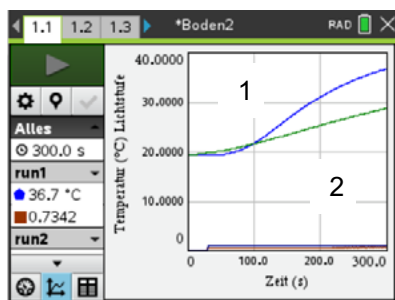 1.1 1.2 1.3 *Boden2 RAD
Alles
300.0 s
run1
36.7 °C
0.7342
run2
Temperatur (°C) Lichtstufe
40.0000
30.0000
20.0000
10.0000
0
1
2
0 100.0 200.0 300.0
Zeit (s)